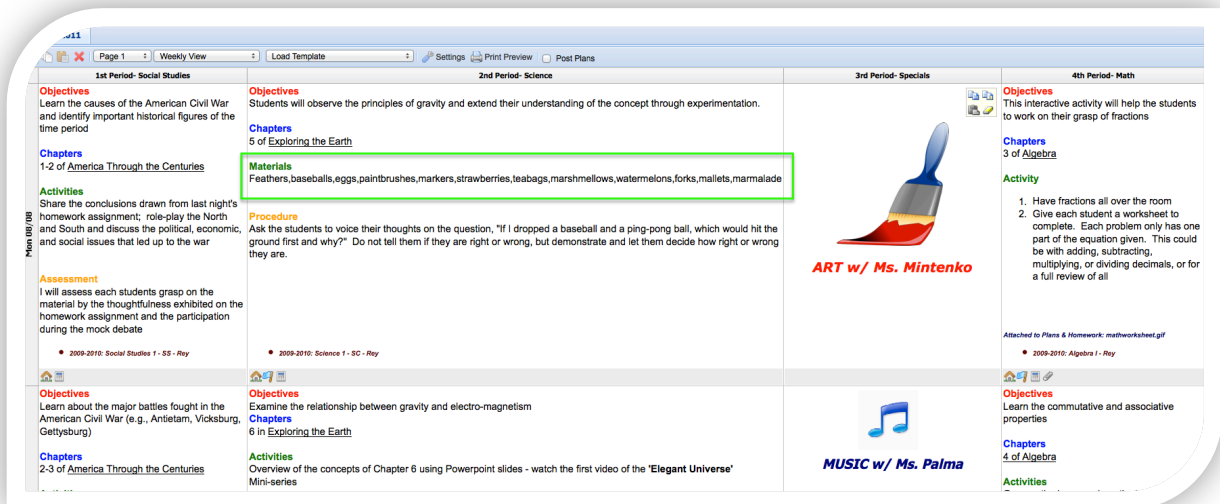 2011
Page 1 Weekly View Load Template Settings Print Preview Post Plans
1st Period- Social Studies
2nd Period- Science
3rd Period- Specials
4th Period- Math
Mon 08/08
Objectives
Learn the causes of the American Civil War
and identify important historical figures of the
time period
Chapters
1-2 of America Through the Centuries
Activities
Share the conclusions drawn from last night's
homework assignment; role-play the North
and South and discuss the political, economic,
and social issues that led up to the war
Assessment
I will assess each students grasp on the
material by the thoughtfulness exhibited on the
homework assignment and the participation
during the mock debate
2009-2010: Social Studies 1 - SS - Rey
Objectives
Students will observe the principles of gravity and extend their understanding of the concept through experimentation.
Chapters
5 of Exploring the Earth
Materials
Feathers,baseballs,eggs,paintbrushes,markers,strawberries,teabags,marshmellows,watermelons,forks,mallets,marmalade
Procedure
Ask the students to voice their thoughts on the question, "If I dropped a baseball and a ping-pong ball, which would hit the
ground first and why?" Do not tell them if they are right or wrong, but demonstrate and let them decide how right or wrong
they are.
2009-2010: Science 1 - SC - Rey
ART w/ Ms. Mintenko
Objectives
This interactive activity will help the students
to work on their grasp of fractions
Chapters
3 of Algebra
Activity
1. Have fractions all over the room
2. Give each student a worksheet to
complete. Each problem only has one
part of the equation given. This could
be with adding, subtracting,
multiplying, or dividing decimals, or for
a full review of all
Attached to Plans & Homework: mathworksheet.gif
2009-2010: Algebra I - Rey
Objectives
Learn about the major battles fought in the
American Civil War (e.g., Antietam, Vicksburg,
Gettysburg)
Chapters
2-3 of America Through the Centuries
Objectives
Examine the relationship between gravity and electro-magnetism
Chapters
6 in Exploring the Earth
Activities
Overview of the concepts of Chapter 6 using Powerpoint slides - watch the first video of the 'Elegant Universe'
Mini-series
MUSIC w/ Ms. Palma
Objectives
Learn the commutative and associative
properties
Chapters
4 of Algebra
Activities